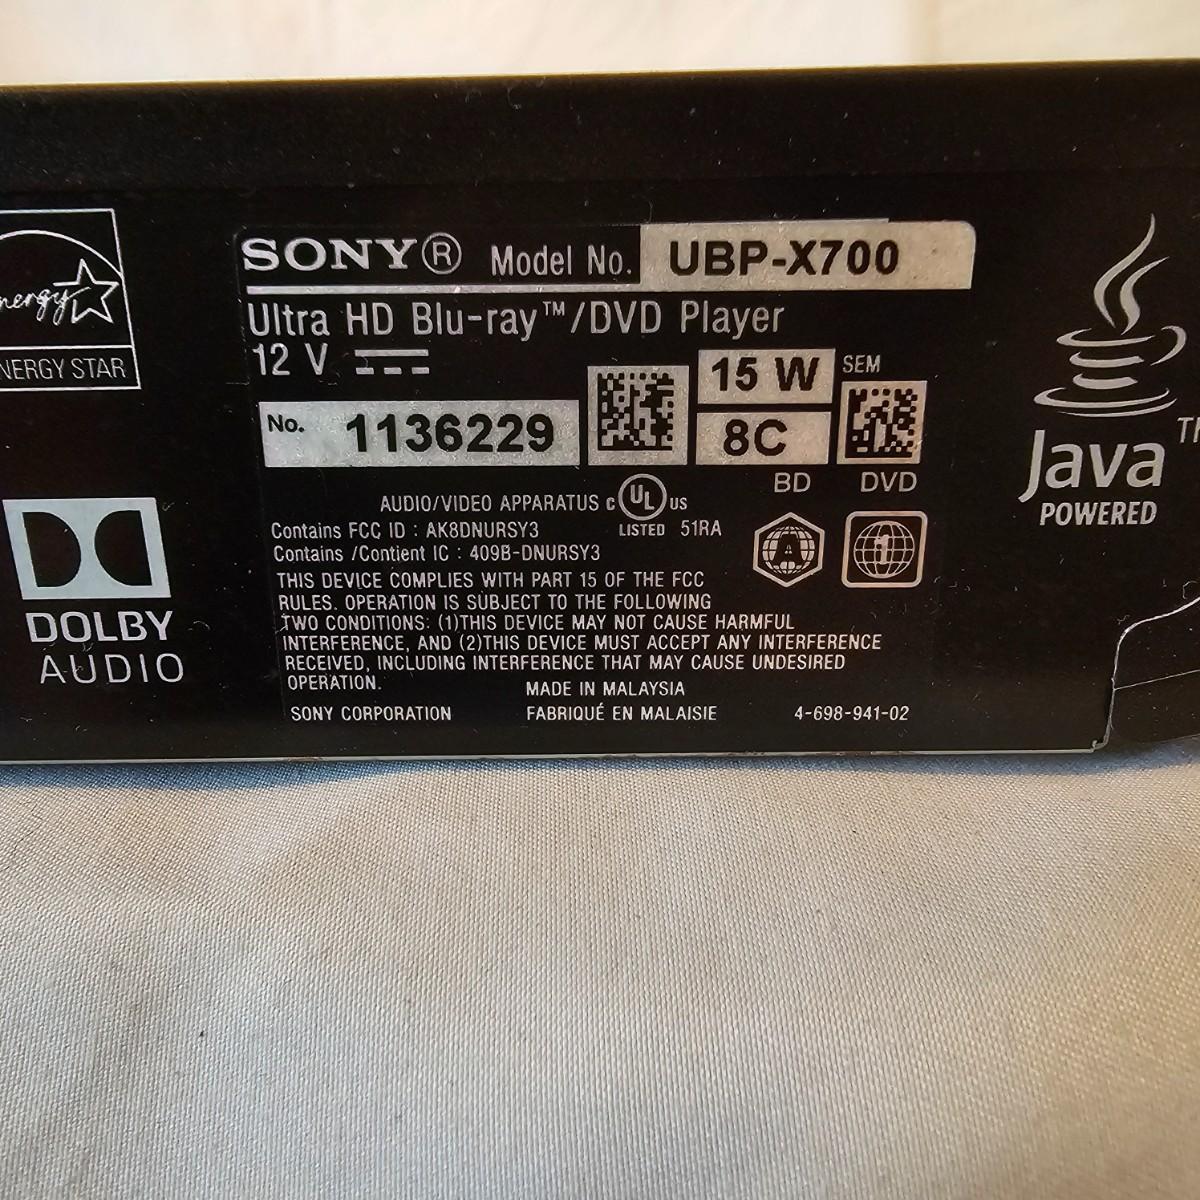 SONY® Model No. UBP-X700
Ultra HD Blu-ray™/DVD Player
12 V
15 W SEM
No. 1136229
8C
BD DVD
AUDIO/VIDEO APPARATUS C UL US
LISTED 51RA
Contains FCC ID : AK8DNURSY3
Contains /Contient IC : 409B-DNURSY3
A 1
THIS DEVICE COMPLIES WITH PART 15 OF THE FCC
RULES. OPERATION IS SUBJECT TO THE FOLLOWING
TWO CONDITIONS: (1)THIS DEVICE MAY NOT CAUSE HARMFUL
INTERFERENCE, AND (2)THIS DEVICE MUST ACCEPT ANY INTERFERENCE
RECEIVED, INCLUDING INTERFERENCE THAT MAY CAUSE UNDESIRED
OPERATION.
MADE IN MALAYSIA
SONY CORPORATION FABRIQUÉ EN MALAISIE 4-698-941-02
nergy
NERGY STAR
DOLBY
AUDIO
Java
POWERED